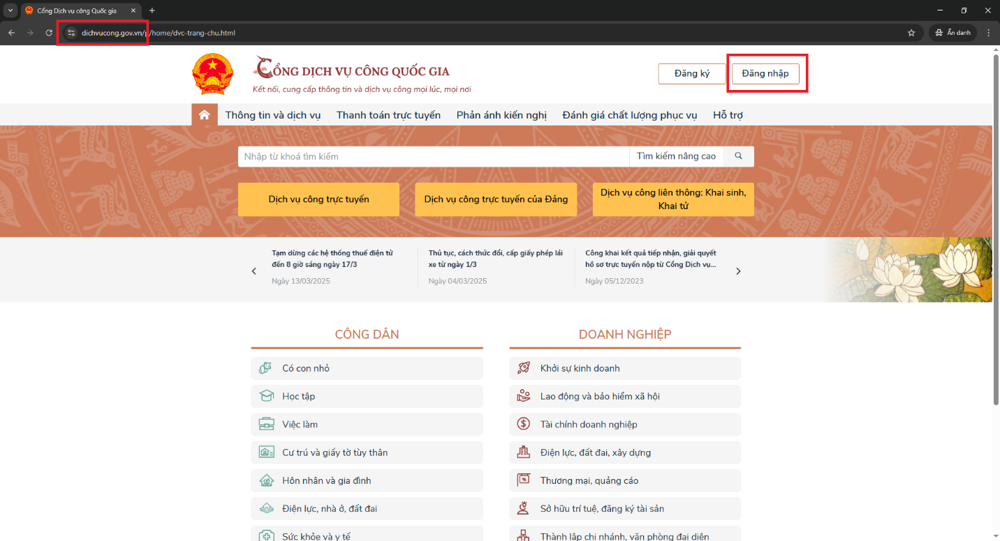 Cổng Dịch vụ công Quốc gia
dichvucong.gov.vn/p/home/dvc-trang-chu.html
Ẩn danh
CỔNG DỊCH VỤ CÔNG QUỐC GIA
Kết nối, cung cấp thông tin và dịch vụ công mọi lúc, mọi nơi
Đăng ký
Đăng nhập
Thông tin và dịch vụ
Thanh toán trực tuyến
Phản ánh kiến nghị
Đánh giá chất lượng phục vụ
Hỗ trợ
Nhập từ khoá tìm kiếm
Tìm kiếm nâng cao
Dịch vụ công trực tuyến
Dịch vụ công trực tuyến của Đảng
Dịch vụ công liên thông: Khai sinh,
Khai tử
Tạm dừng các hệ thống thuế điện tử
đến 8 giờ sáng ngày 17/3
Ngày 13/03/2025
Thủ tục, cách thức đổi, cấp giấy phép lái
xe từ ngày 1/3
Ngày 04/03/2025
Công khai kết quả tiếp nhận, giải quyết
hồ sơ trực tuyến nộp từ Cổng Dịch vụ...
Ngày 05/12/2023
CÔNG DÂN
Có con nhỏ
Học tập
Việc làm
Cư trú và giấy tờ tùy thân
Hôn nhân và gia đình
Điện lực, nhà ở, đất đai
Sức khỏe và y tế
DOANH NGHIỆP
Khởi sự kinh doanh
Lao động và bảo hiểm xã hội
Tài chính doanh nghiệp
Điện lực, đất đai, xây dựng
Thương mại, quảng cáo
Sở hữu trí tuệ, đăng ký tài sản
Thành lập chi nhánh, văn phòng đại diện